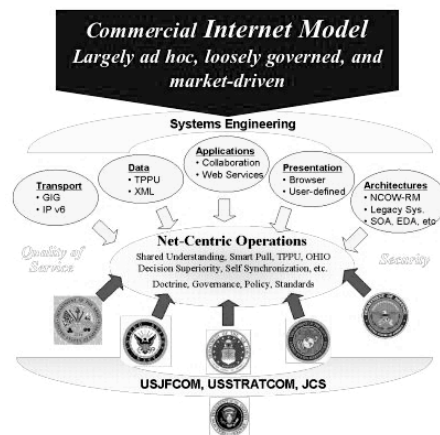 Commercial Internet Model
Largely ad hoc, loosely governed, and
market-driven
Systems Engineering
Transport
• GIG
• IP v6
Data
• TPPU
• XML
Applications
• Collaboration
• Web Services
Presentation
• Browser
• User-defined
Architectures
• NCOW-RM
• Legacy Sys.
• SOA, EDA, etc
Quality of
Service
Security
Net-Centric Operations
Shared Understanding, Smart Pull, TPPU, OHIO
Decision Superiority, Self Synchronization, etc.
Doctrine, Governance, Policy, Standards
USJFCOM, USSTRATCOM, JCS